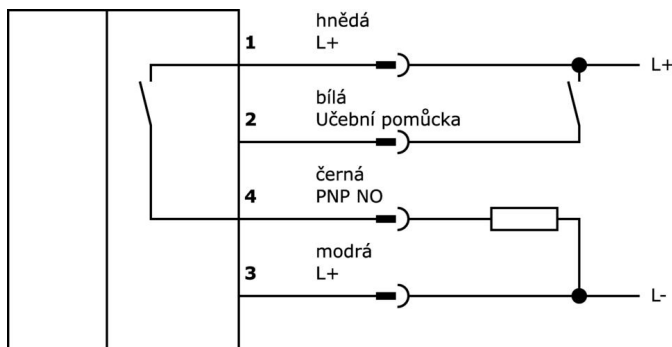 hnědá
1 L+ L+
bílá
2 Učební pomůcka
černá
4 PNP NO
modrá
3 L+ L-